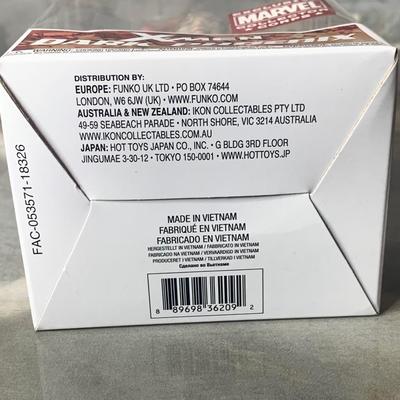 MARVEL
DISTRIBUTION BY:
EUROPE: FUNKO UK LTD • PO BOX 74644
LONDON, W6 6JW (UK) • WWW.FUNKO.COM
AUSTRALIA & NEW ZEALAND: IKON COLLECTABLES PTY LTD
49-59 SEABEACH PARADE • NORTH SHORE, VIC 3214 AUSTRALIA
WWW.IKONCOLLECTABLES.COM.AU
JAPAN: HOT TOYS JAPAN CO., INC. • G BLDG 3RD FLOOR
JINGUMAE 3-30-12 • TOKYO 150-0001 • WWW.HOTTOYS.JP
FAC-053571-18326
MADE IN VIETNAM
FABRIQUÉ EN VIETNAM
FABRICADO EN VIETNAM
HERGESTELLT IN VIETNAM / FABBRICATO IN VIETNAM
FABRICADO NA VIETNAM / VERVAARDIGD IN VIETNAM
PRODUCERET I VIETNAM / TILLVERKAD I VIETNAM
Сделано во Вьетнаме
8 89698 36209 2